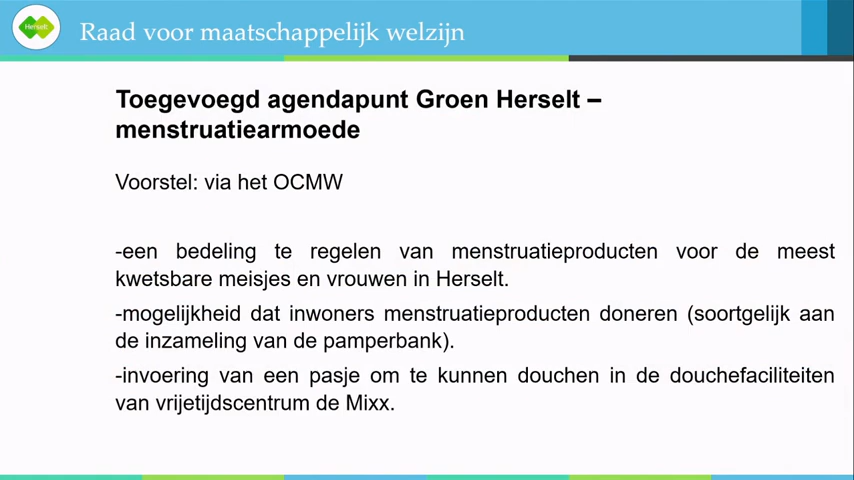 Herselt
Raad voor maatschappelijk welzijn
Toegevoegd agendapunt Groen Herselt –
menstruatiearmoede
Voorstel: via het OCMW
-een bedeling te regelen van menstruatieproducten voor de meest
kwetsbare meisjes en vrouwen in Herselt.
-mogelijkheid dat inwoners menstruatieproducten doneren (soortgelijk aan
de inzameling van de pamperbank).
-invoering van een pasje om te kunnen douchen in de douchefaciliteiten
van vrijetijdscentrum de Mixx.